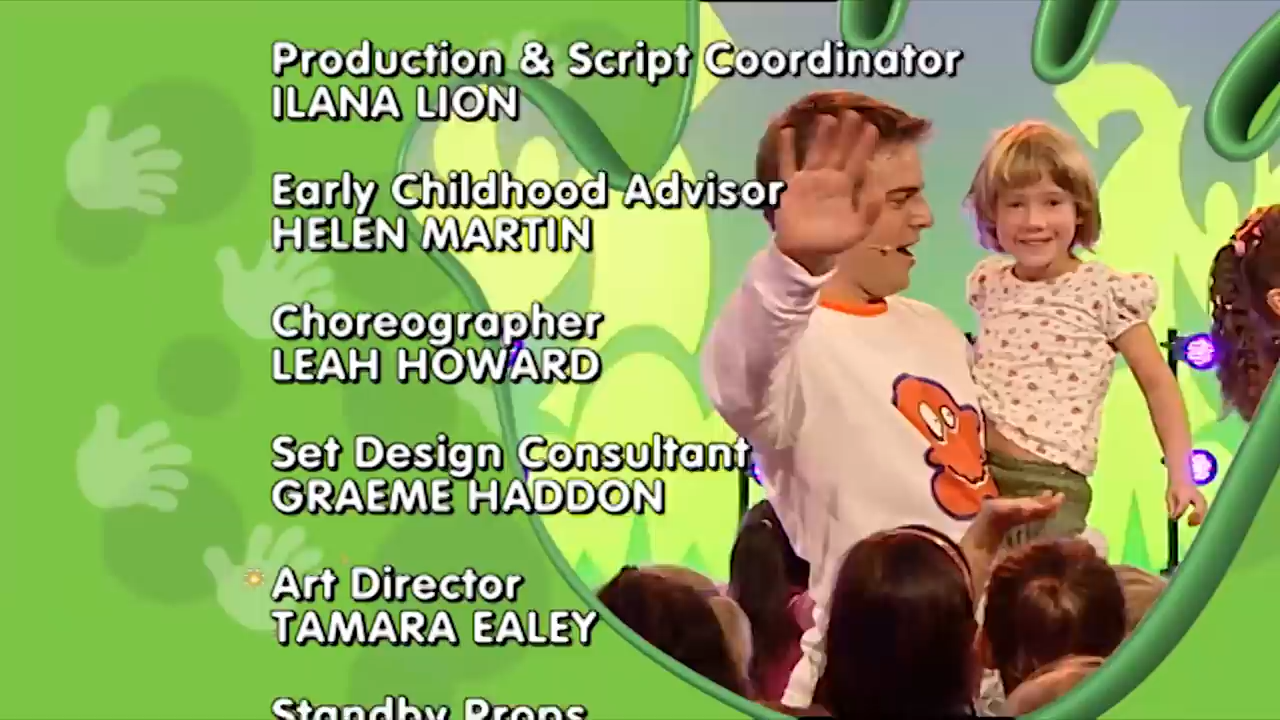 Production & Script Coordinator
ILANA LION
Early Childhood Advisor
HELEN MARTIN
Choreographer
LEAH HOWARD
Set Design Consultant
GRAEME HADDON
Art Director
TAMARA EALEY
Standby Props